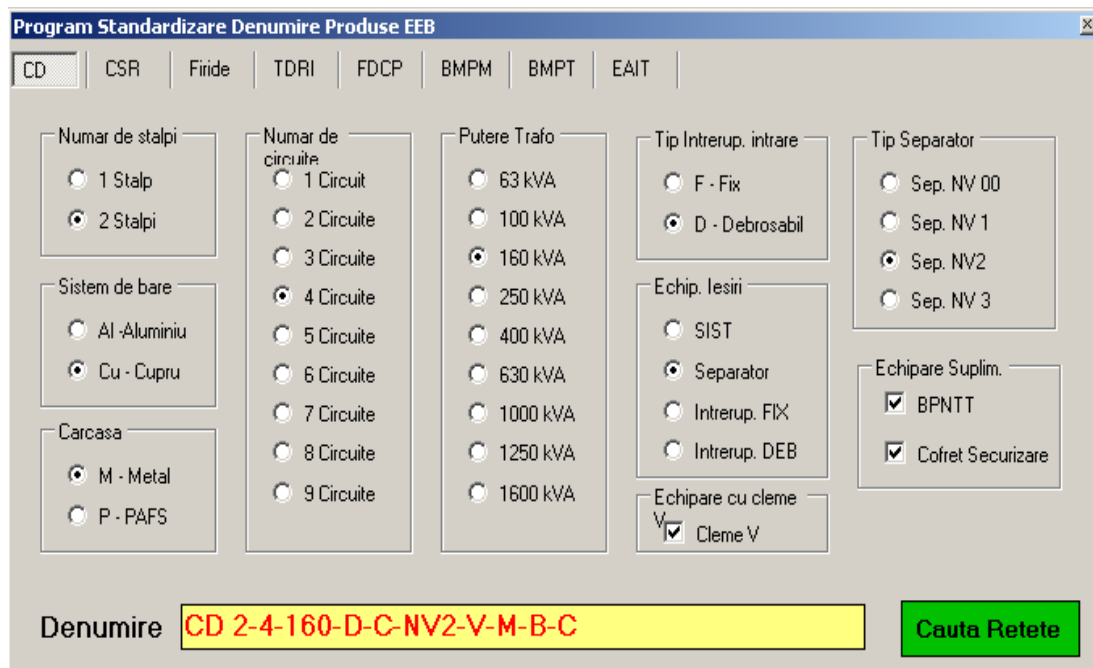 Program Standardizare Denumire Produse EEB
CD CSR Firide TDRI FDCP BMPM BMPT EAIT
Numar de stalpi
1 Stalp
2 Stalpi
Sistem de bare
Al -Aluminiu
Cu - Cupru
Carcasa
M - Metal
P - PAFS
Numar de
circuite
1 Circuit
2 Circuite
3 Circuite
4 Circuite
5 Circuite
6 Circuite
7 Circuite
8 Circuite
9 Circuite
Putere Trafo
63 kVA
100 kVA
160 kVA
250 kVA
400 kVA
630 kVA
1000 kVA
1250 kVA
1600 kVA
Tip Intrerup. intrare
F - Fix
D - Debrosabil
Echip. Iesiri
SIST
Separator
Intrerup. FIX
Intrerup. DEB
Echipare cu cleme
V
Cleme V
Tip Separator
Sep. NV 00
Sep. NV 1
Sep. NV2
Sep. NV 3
Echipare Suplim.
BPNTT
Cofret Securizare
Denumire CD 2-4-160-D-C-NV2-V-M-B-C Cauta Retete